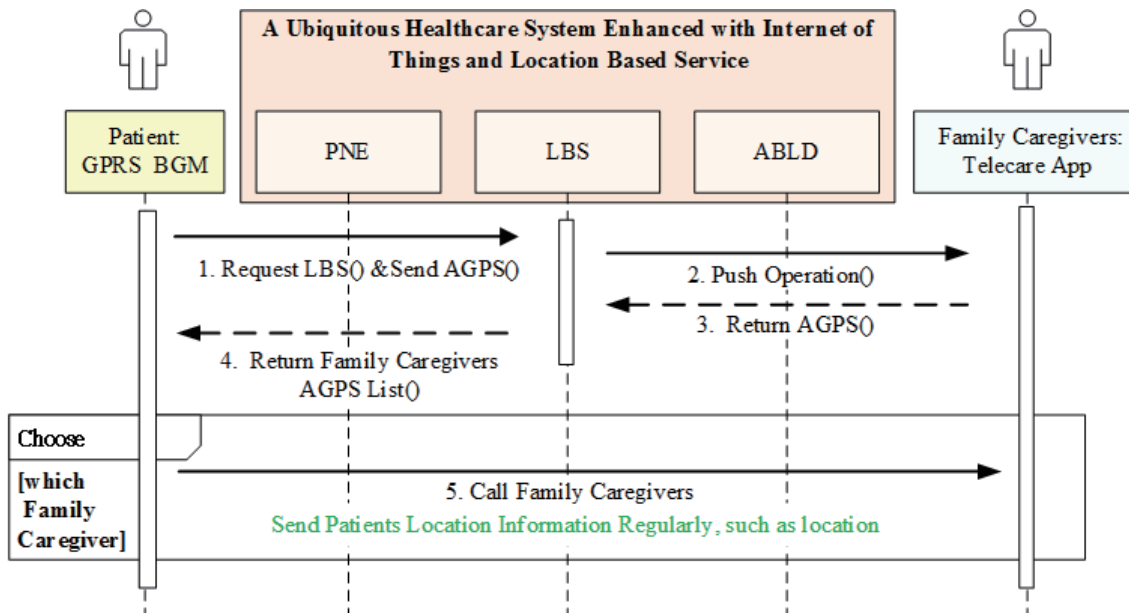 A Ubiquitous Healthcare System Enhanced with Internet of
Things and Location Based Service
Patient:
GPRS BGM
PNE
LBS
ABLD
Family Caregivers:
Telecare App
1. Request LBS() &Send AGPS()
2. Push Operation()
3. Return AGPS()
4. Return Family Caregivers
AGPS List()
Choose
[which
Family
Caregiver]
5. Call Family Caregivers
Send Patients Location Information Regularly, such as location